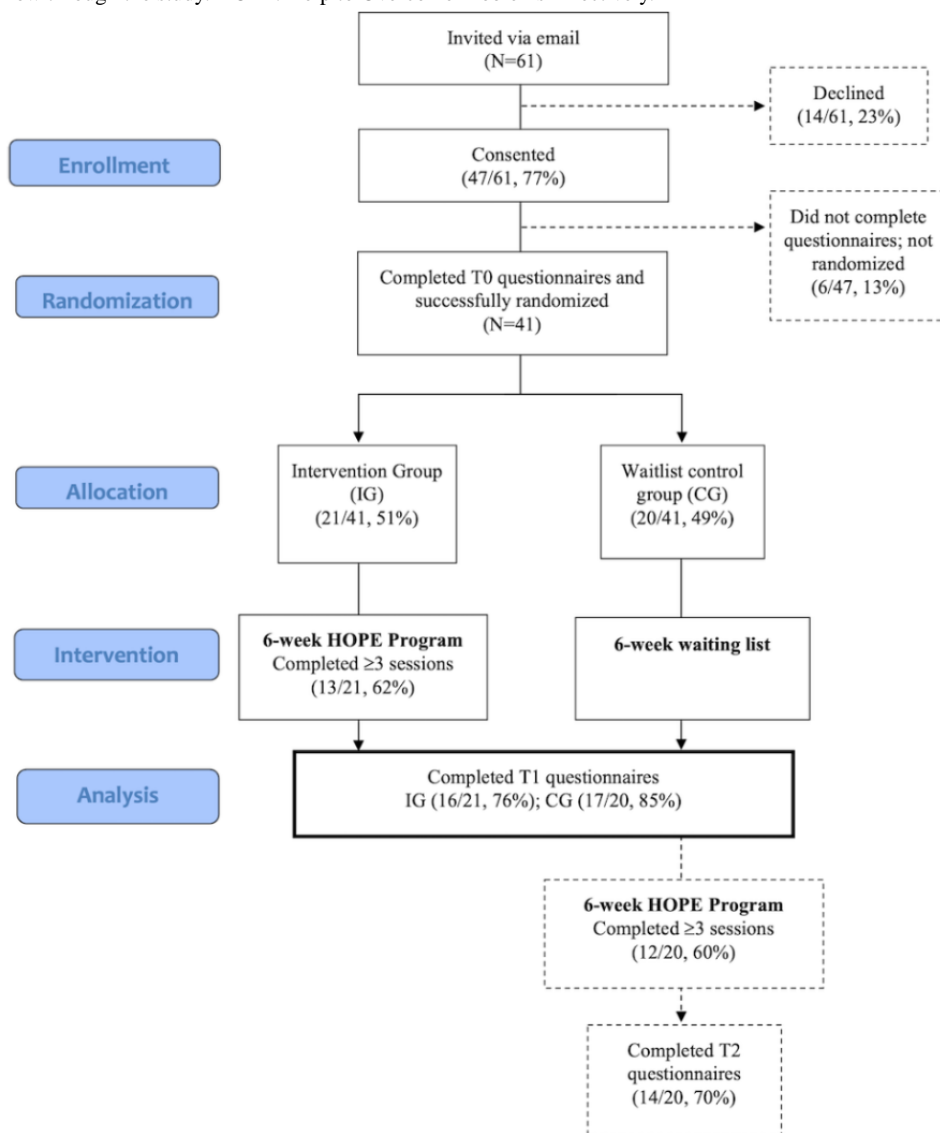 Invited via email
(N=61)
Declined
(14/61, 23%)
Enrollment
Consented
(47/61, 77%)
Did not complete
questionnaires; not
randomized
(6/47, 13%)
Randomization
Completed T0 questionnaires and
successfully randomized
(N=41)
Allocation
Intervention Group
(IG)
(21/41, 51%)
Waitlist control
group (CG)
(20/41, 49%)
Intervention
6-week HOPE Program
Completed ≥3 sessions
(13/21, 62%)
6-week waiting list
Analysis
Completed T1 questionnaires
IG (16/21, 76%); CG (17/20, 85%)
6-week HOPE Program
Completed ≥3 sessions
(12/20, 60%)
Completed T2
questionnaires
(14/20, 70%)